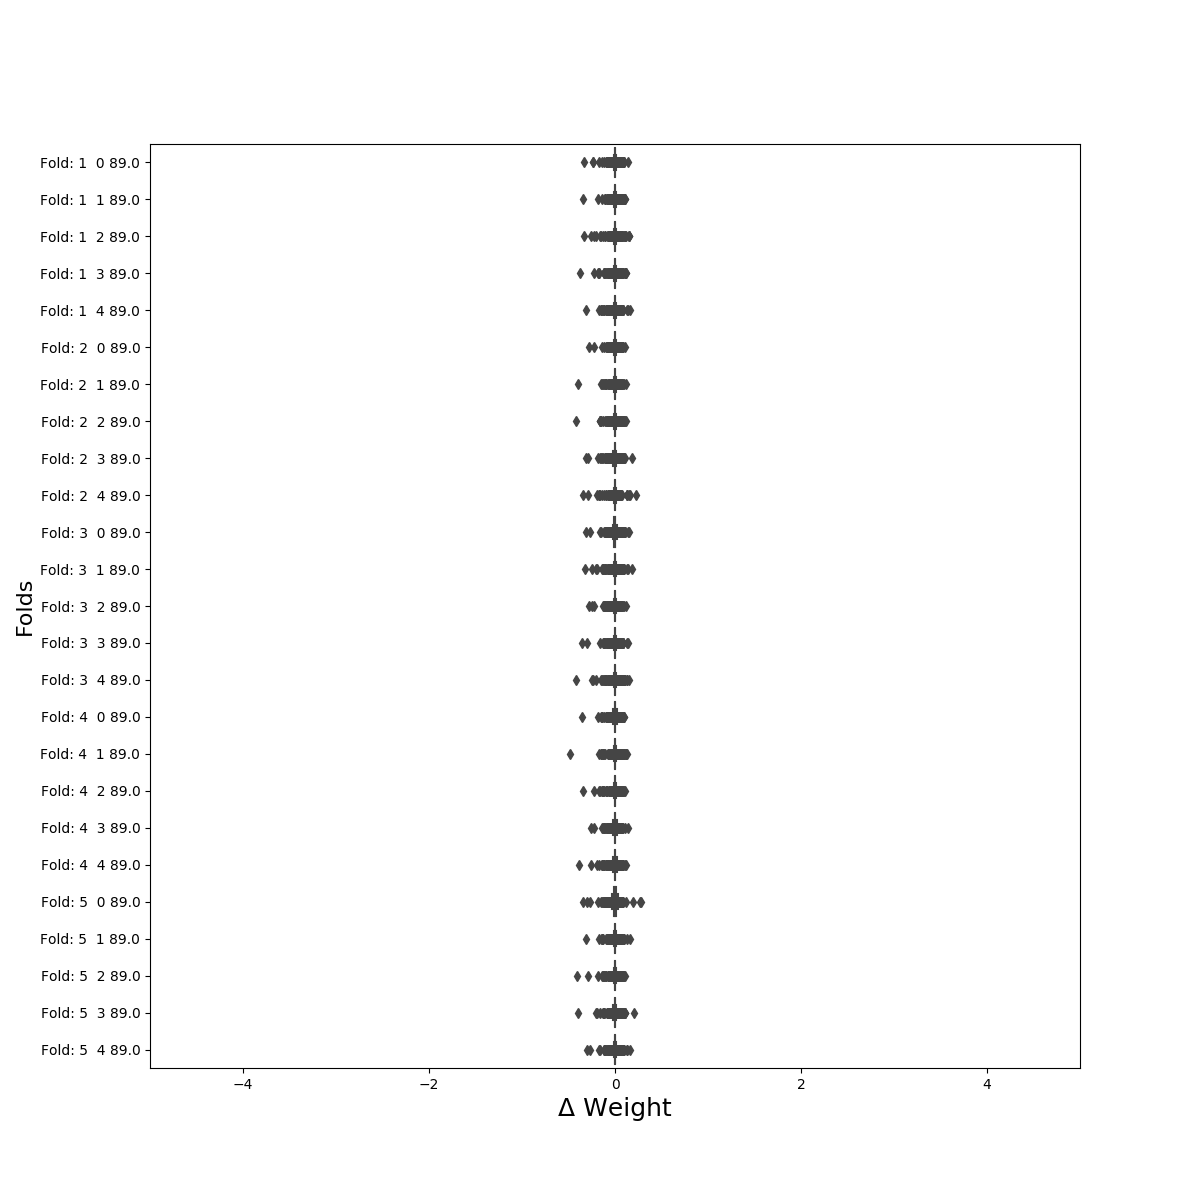 Fold: 1  0 89.0
Fold: 1  1 89.0
Fold: 1  2 89.0
Fold: 1  3 89.0
Fold: 1  4 89.0
Fold: 2  0 89.0
Fold: 2  1 89.0
Fold: 2  2 89.0
Fold: 2  3 89.0
Fold: 2  4 89.0
Fold: 3  0 89.0
Fold: 3  1 89.0
Fold: 3  2 89.0
Fold: 3  3 89.0
Fold: 3  4 89.0
Fold: 4  0 89.0
Fold: 4  1 89.0
Fold: 4  2 89.0
Fold: 4  3 89.0
Fold: 4  4 89.0
Fold: 5  0 89.0
Fold: 5  1 89.0
Fold: 5  2 89.0
Fold: 5  3 89.0
Fold: 5  4 89.0
Folds
−4 −2 0 2 4
Δ Weight